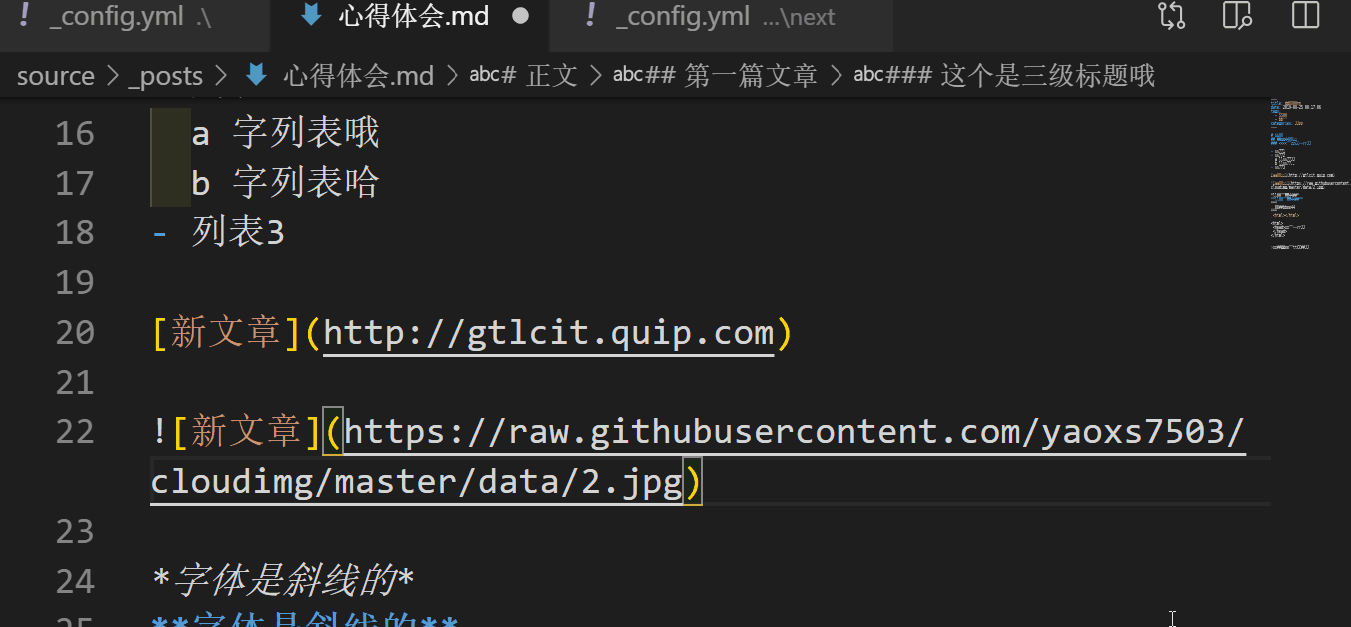 ! _config.yml .\ 心得体会.md ● ! _config.yml ...\next
source > _posts > 心得体会.md > abc# 正文 > abc## 第一篇文章 > abc### 这个是三级标题哦
16 a 字列表哦
17 b 字列表哈
18 - 列表3
19
20 [新文章](http://gtlcit.quip.com)
21
22 ![新文章](https://raw.githubusercontent.com/yaoxs7503/
cloudimg/master/data/2.jpg)
23
24 *字体是斜线的*
25 **字体是斜线的**